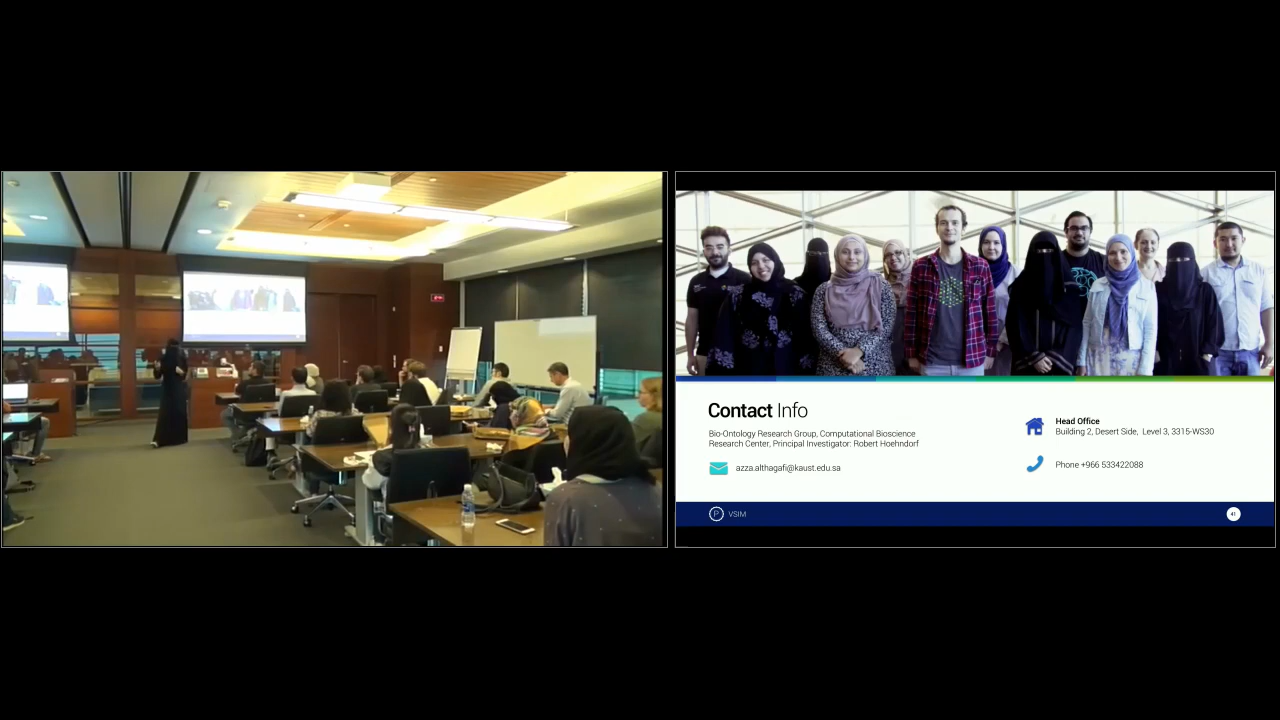 Contact Info
Bio-Ontology Research Group, Computational Bioscience
Research Center, Principal Investigator: Robert Hoehndorf
azza.althagafi@kaust.edu.sa
Head Office
Building 2, Desert Side, Level 3, 3315-WS30
Phone +966 533422088
P VSIM
41